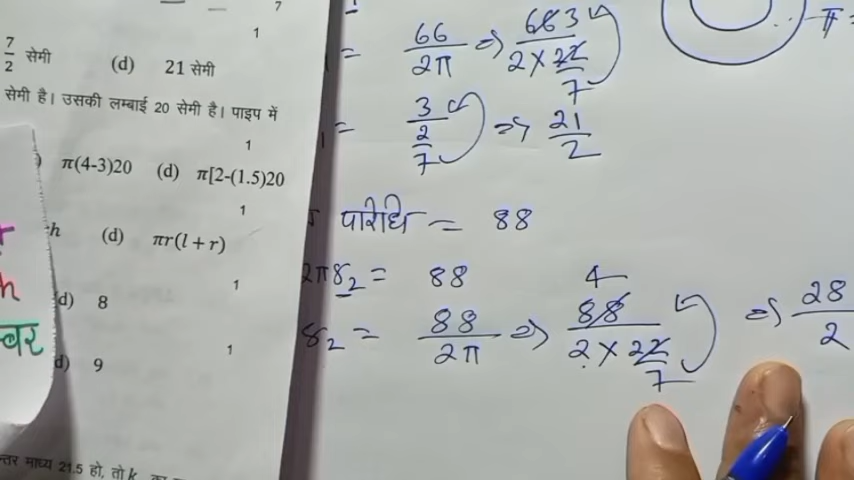 7
1
7/2 सेमी (d) 21 सेमी
सेमी है। उसकी लम्बाई 20 सेमी है। पाइप में
1
π(4-3)20 (d) π[2-(1.5)20
1
(d) πr(l + r)
1
d) 8
1
d) 9
माध्य 21.5 हो, तो k
= 66/2π ⇒ 66 3/2 × 22/7
= 3/2/7 ⇒ 21/2
परिधि = 88
2πr₂ = 88
r₂ = 88/2π ⇒ 4 88/2 × 22/7 ⇒ 28/2